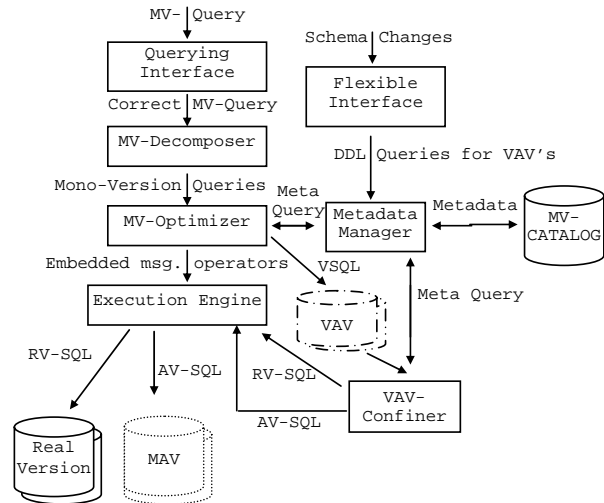 MV- Query
Schema Changes
Querying
Interface
Flexible
Interface
Correct MV-Query
MV-Decomposer
DDL Queries for VAV's
Mono-Version Queries
Meta
Query
MV-Optimizer
Metadata
Manager
Metadata
MV-
CATALOG
Embedded msg. operators
VSQL
Execution Engine
VAV
Meta Query
RV-SQL
AV-SQL
RV-SQL
VAV-
Confiner
AV-SQL
Real
Version
MAV